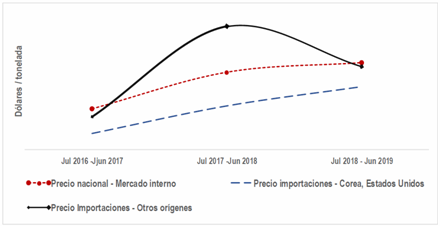 Dólares / tonelada
Jul 2016 -Jjun 2017
Jul 2017 -Jun 2018
Jul 2018 - Jun 2019
Precio nacional - Mercado interno
Precio importaciones - Corea, Estados Unidos
Precio Importaciones - Otros orígenes